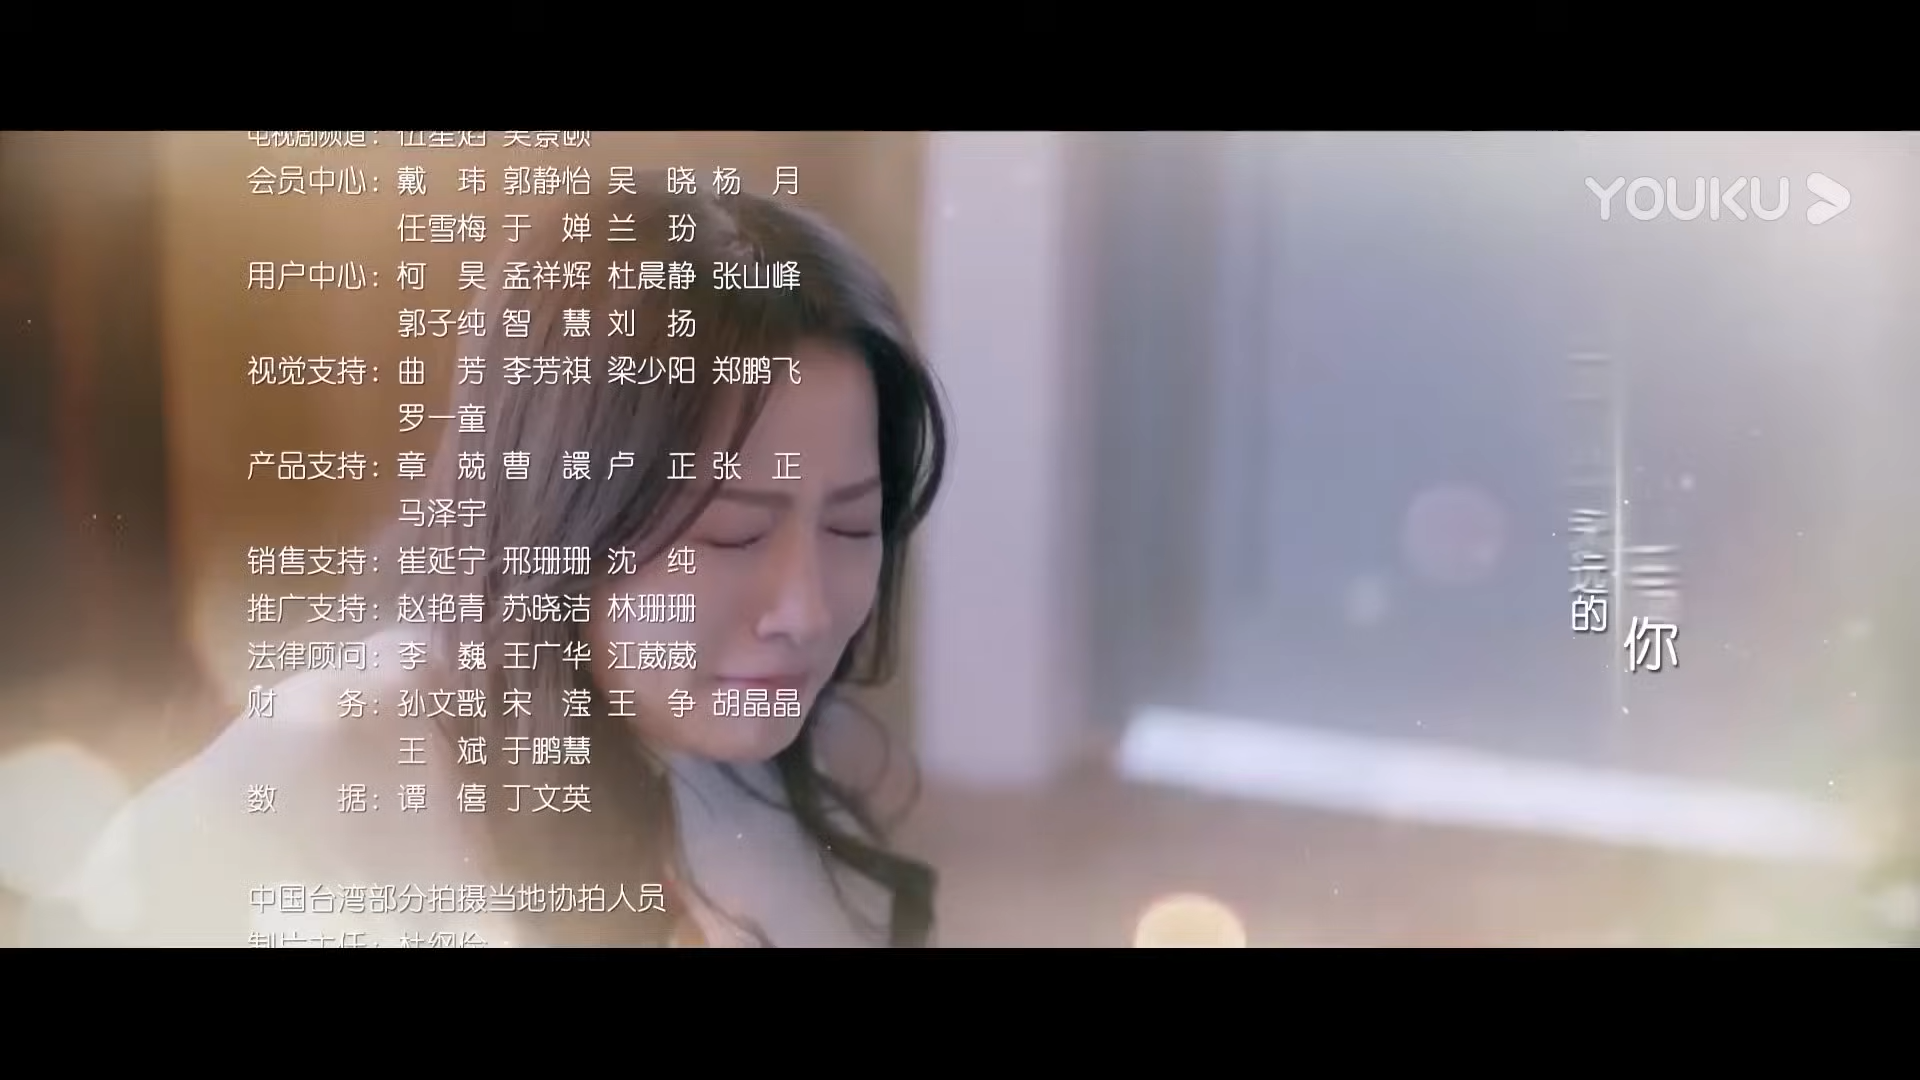 会员中心：戴　玮 郭静怡 吴　晓 杨　月
任雪梅 于　婵 兰　玢
用户中心：柯　昊 孟祥辉 杜晨静 张山峰
郭子纯 智　慧 刘　扬
视觉支持：曲　芳 李芳祺 梁少阳 郑鹏飞
罗一童
产品支持：章　兢 曹　譞 卢　正 张　正
马泽宇
销售支持：崔延宁 邢珊珊 沈　纯
推广支持：赵艳青 苏晓洁 林珊珊
法律顾问：李　巍 王广华 江葳葳
财　　务：孙文戬 宋　滢 王　争 胡晶晶
王　斌 于鹏慧
数　　据：谭　僖 丁文英
中国台湾部分拍摄当地协拍人员
YOUKU
的
你